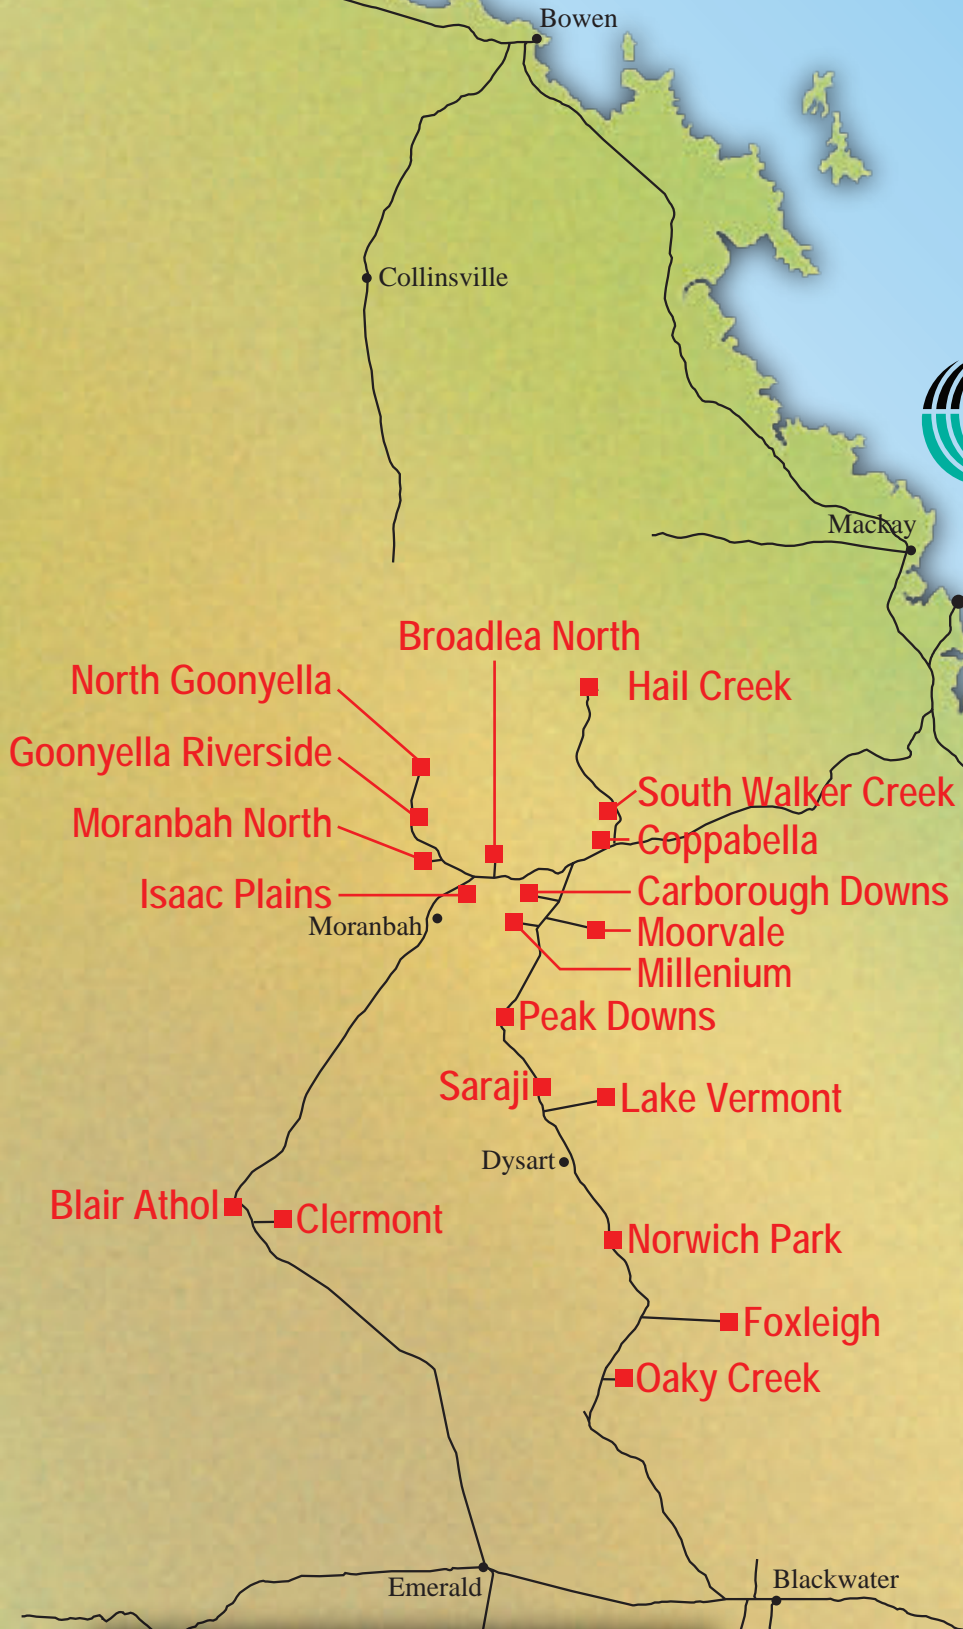 Bowen
Collinsville
Mackay
Broadlea North
North Goonyella
Hail Creek
Goonyella Riverside
South Walker Creek
Moranbah North
Coppabella
Isaac Plains
Carborough Downs
Moranbah
Moorvale
Millenium
Peak Downs
Saraji
Lake Vermont
Dysart
Blair Athol
Clermont
Norwich Park
Foxleigh
Oaky Creek
Emerald
Blackwater